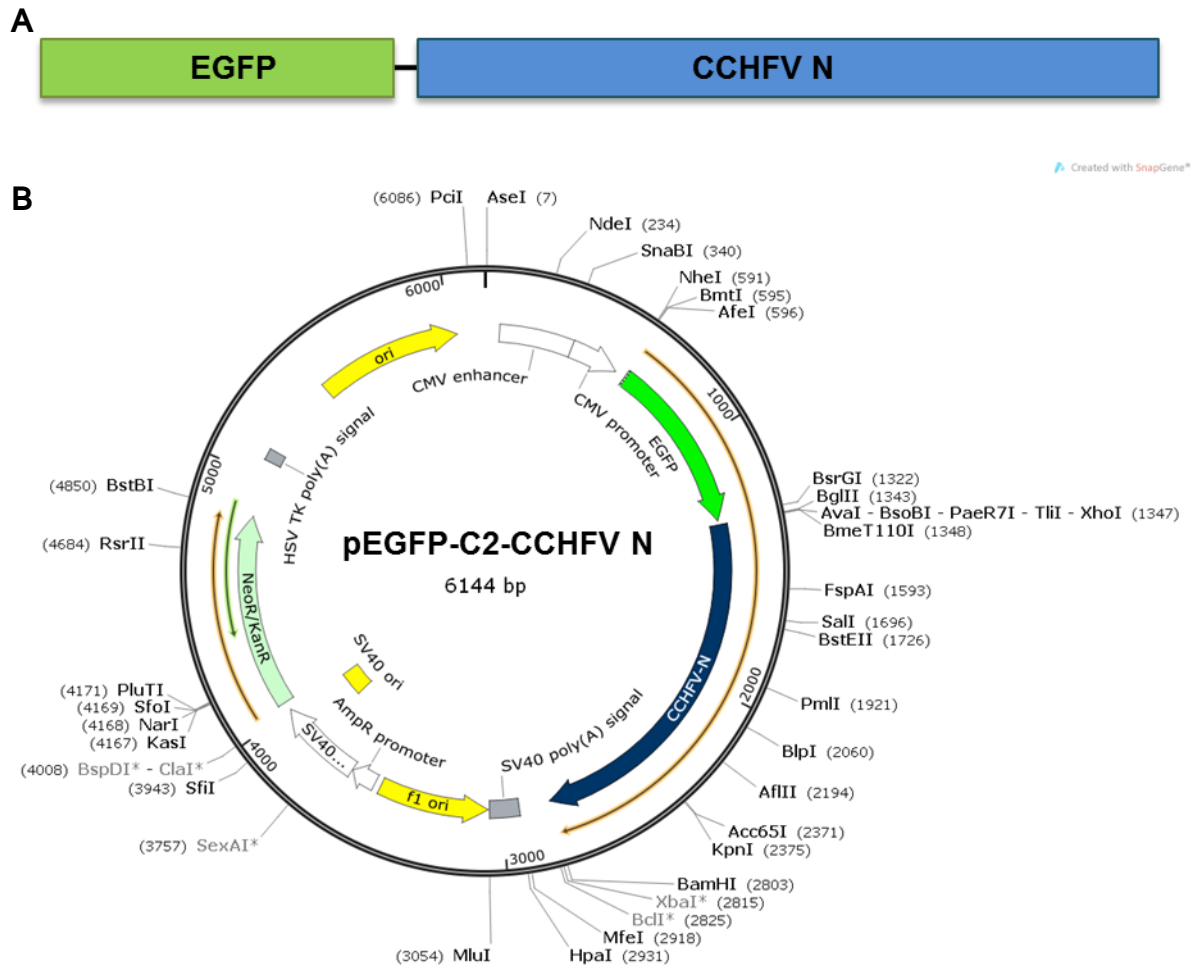 A
EGFP
CCHFV N
Created with SnapGene®
B
(6086) PciI
AseI (7)
NdeI (234)
SnaBI (340)
NheI (591)
BmtI (595)
AfeI (596)
6000
1000
2000
3000
4000
5000
ori
CMV enhancer
CMV promoter
EGFP
HSV TK poly(A) signal
BsrGI (1322)
BglII (1343)
AvaI - BsoBI - PaeR7I - TliI - XhoI (1347)
BmeT110I (1348)
(4850) BstBI
(4684) RsrII
pEGFP-C2-CCHFV N
6144 bp
FspAI (1593)
SalI (1696)
BstEII (1726)
NeoR/KanR
CCHFV-N
SV40 ori
PmlI (1921)
(4171) PluTI
(4169) SfoI
(4168) NarI
(4167) KasI
(4008) BspDI* - ClaI*
(3943) SfiI
AmpR promoter
SV40 poly(A) signal
SV40...
f1 ori
BlpI (2060)
AflII (2194)
Acc65I (2371)
KpnI (2375)
(3757) SexAI*
BamHI (2803)
XbaI* (2815)
BclI* (2825)
MfeI (2918)
HpaI (2931)
(3054) MluI